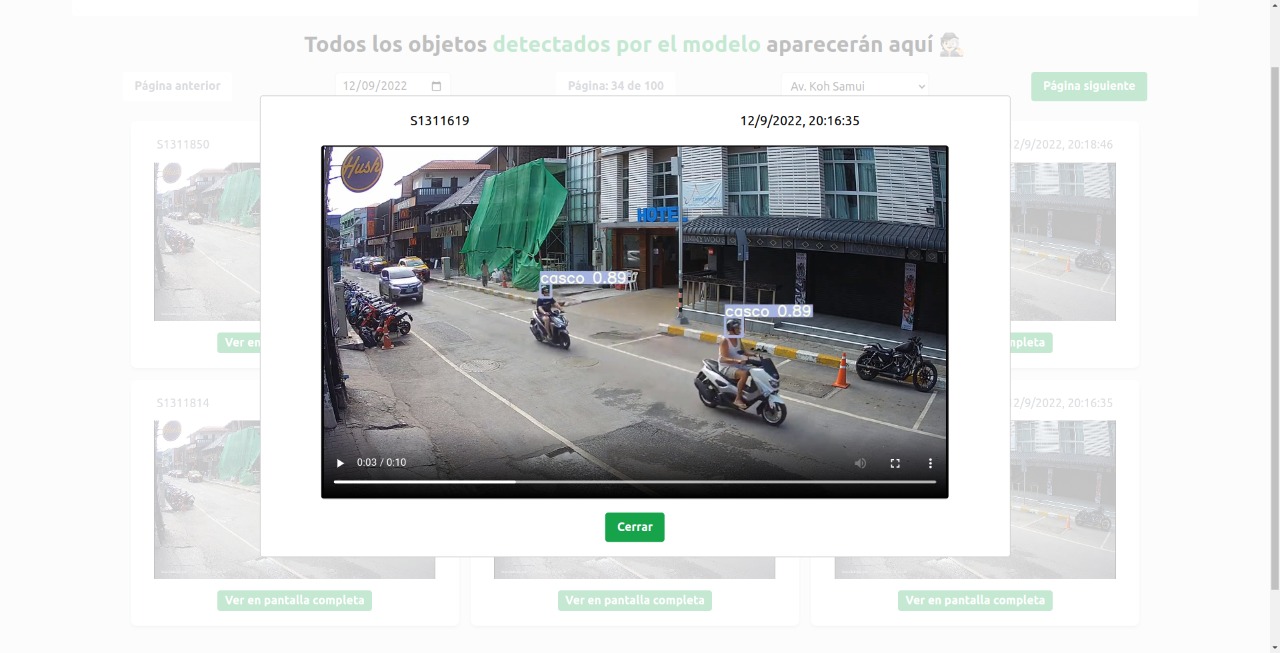 Todos los objetos detectados por el modelo aparecerán aquí
Página anterior
12/09/2022
Página: 34 de 100
Av. Koh Samui
Página siguiente
S1311619
12/9/2022, 20:16:35
S1311850
2/9/2022, 20:18:46
Hush
HOTEL
casco 0.89
casco 0.89
0:03 / 0:10
Ver en
mpleta
S1311814
12/9/2022, 20:16:35
Cerrar
Ver en pantalla completa
Ver en pantalla completa
Ver en pantalla completa